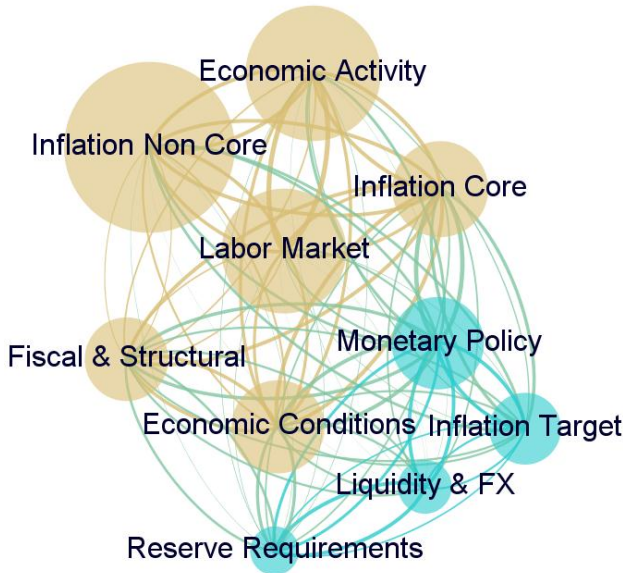 Economic Activity
Inflation Non Core
Inflation Core
Labor Market
Monetary Policy
Fiscal & Structural
Economic Conditions
Inflation Target
Liquidity & FX
Reserve Requirements